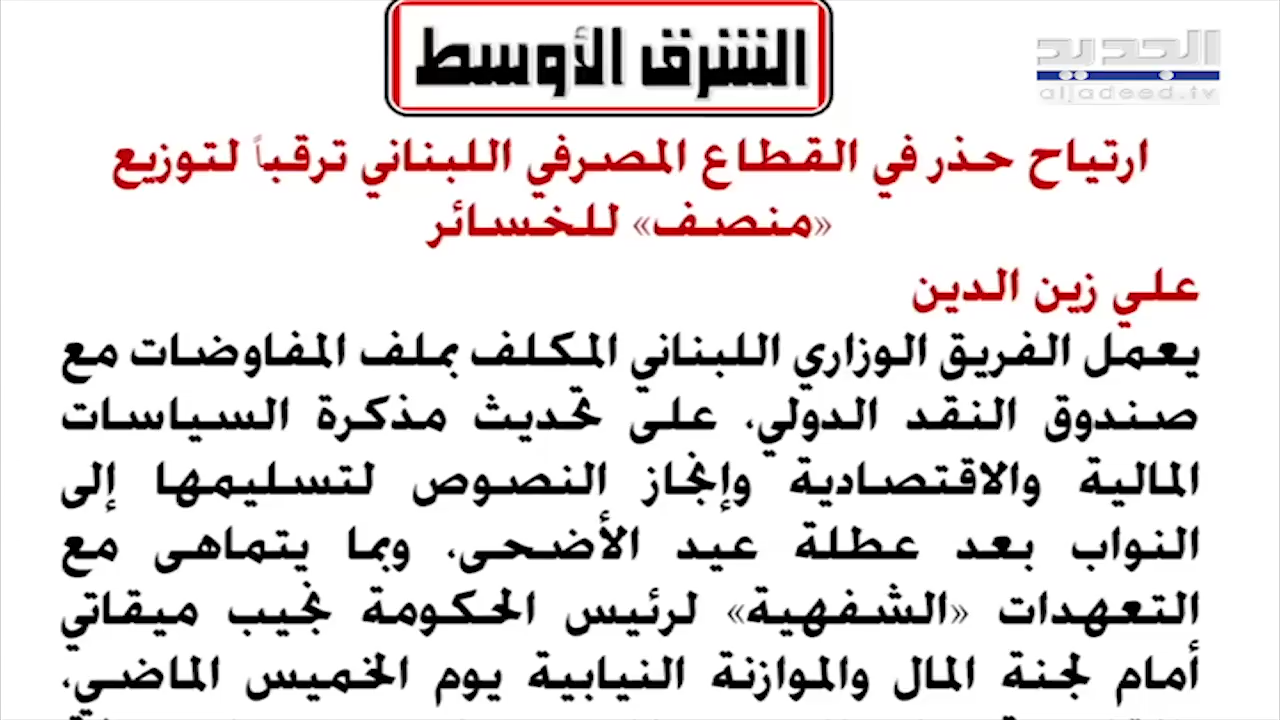 الشرق الأوسط
الجديد
aljadeed.tv
ارتياح حذر في القطاع المصرفي اللبناني ترقباً لتوزيع
«منصف» للخسائر
علي زين الدين
يعمل الفريق الوزاري اللبناني المكلف بملف المفاوضات مع
صندوق النقد الدولي، على تحديث مذكرة السياسات
المالية والاقتصادية وإنجاز النصوص لتسليمها إلى
النواب بعد عطلة عيد الأضحى، وبما يتماهى مع
التعهدات «الشفهية» لرئيس الحكومة نجيب ميقاتي
أمام لجنة المال والموازنة النيابية يوم الخميس الماضي،